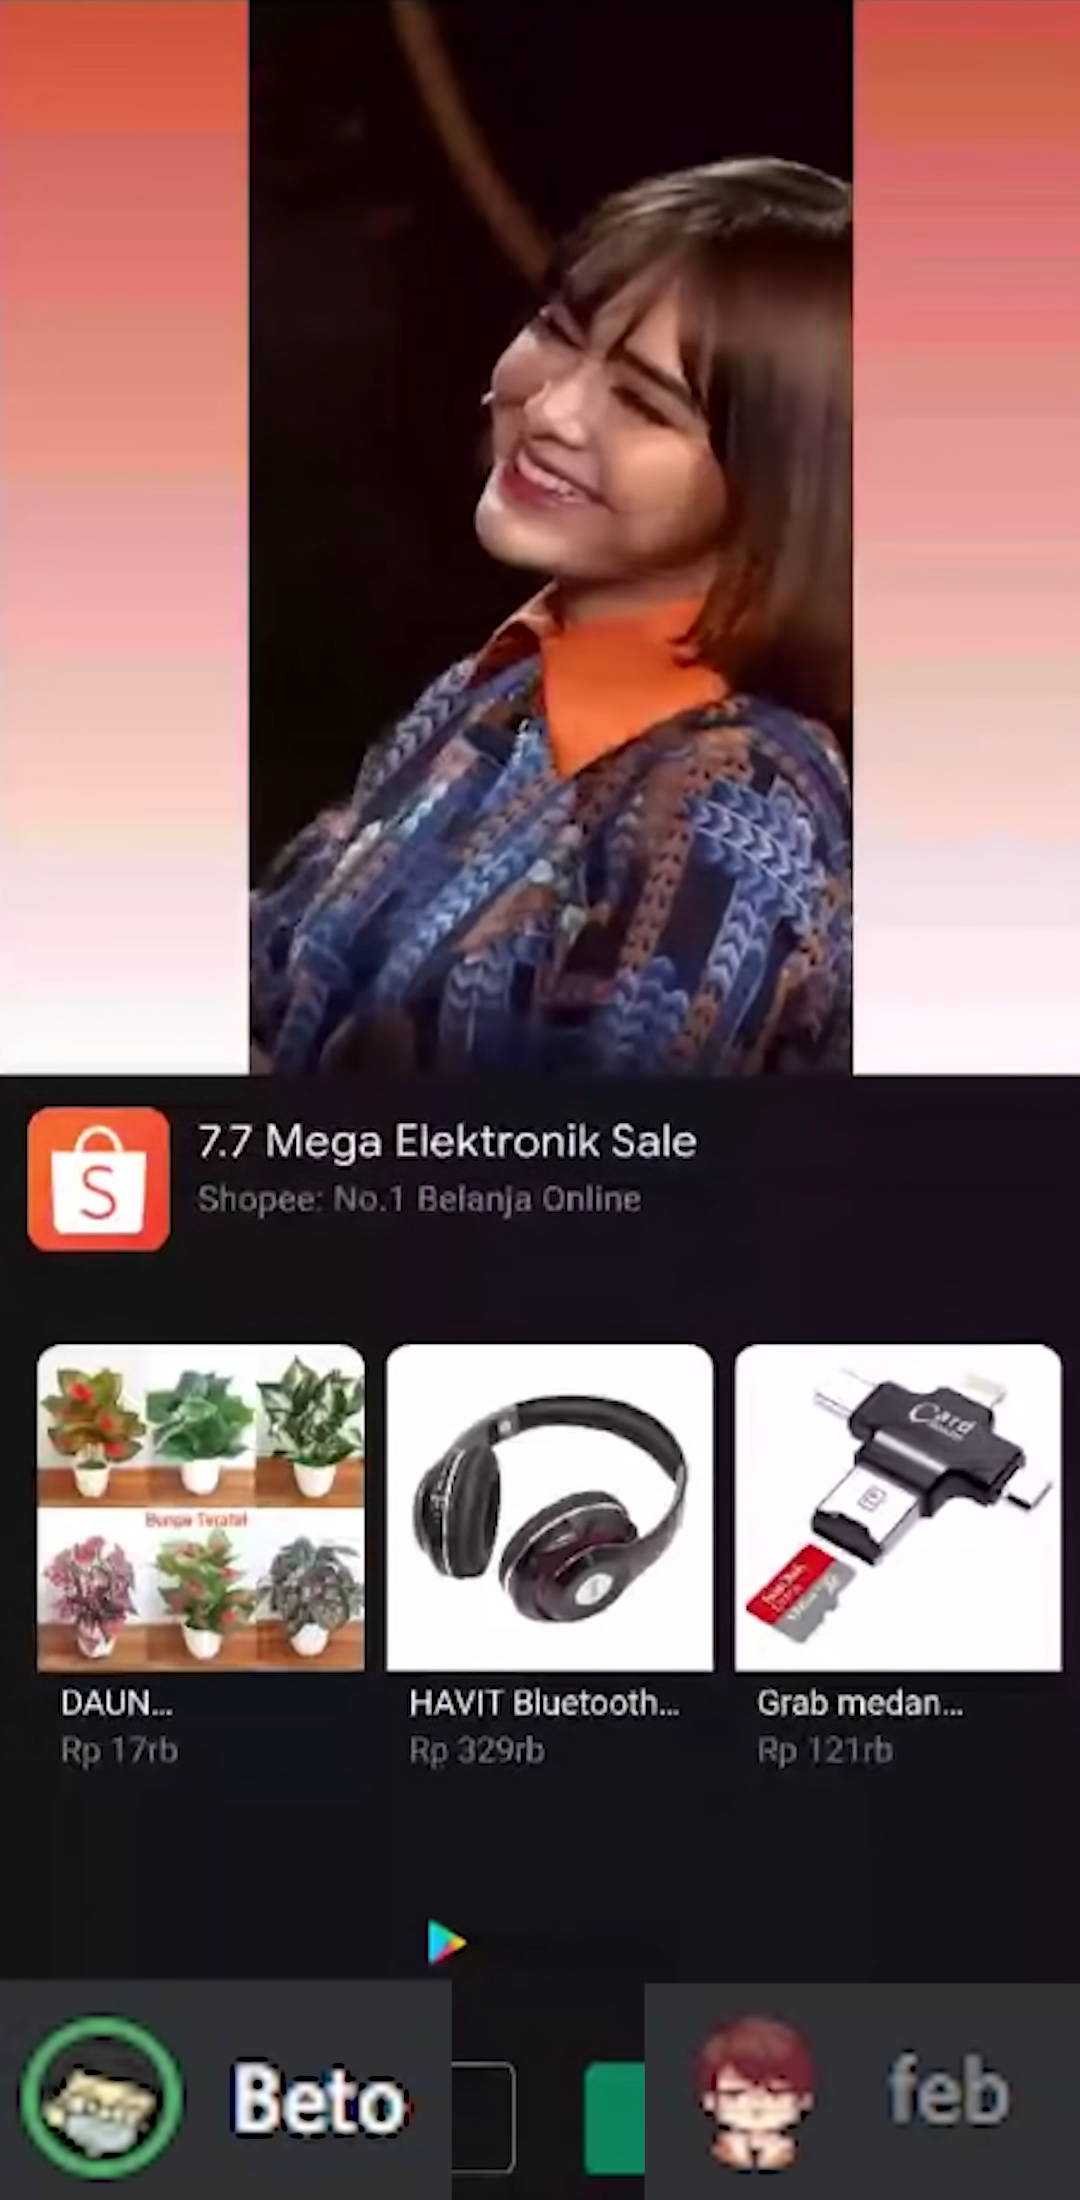 7.7 Mega Elektronik Sale
Shopee: No.1 Belanja Online
S
Card
DAUN...
Rp 17rb
HAVIT Bluetooth...
Rp 329rb
Grab medan...
Rp 121rb
Beto
feb